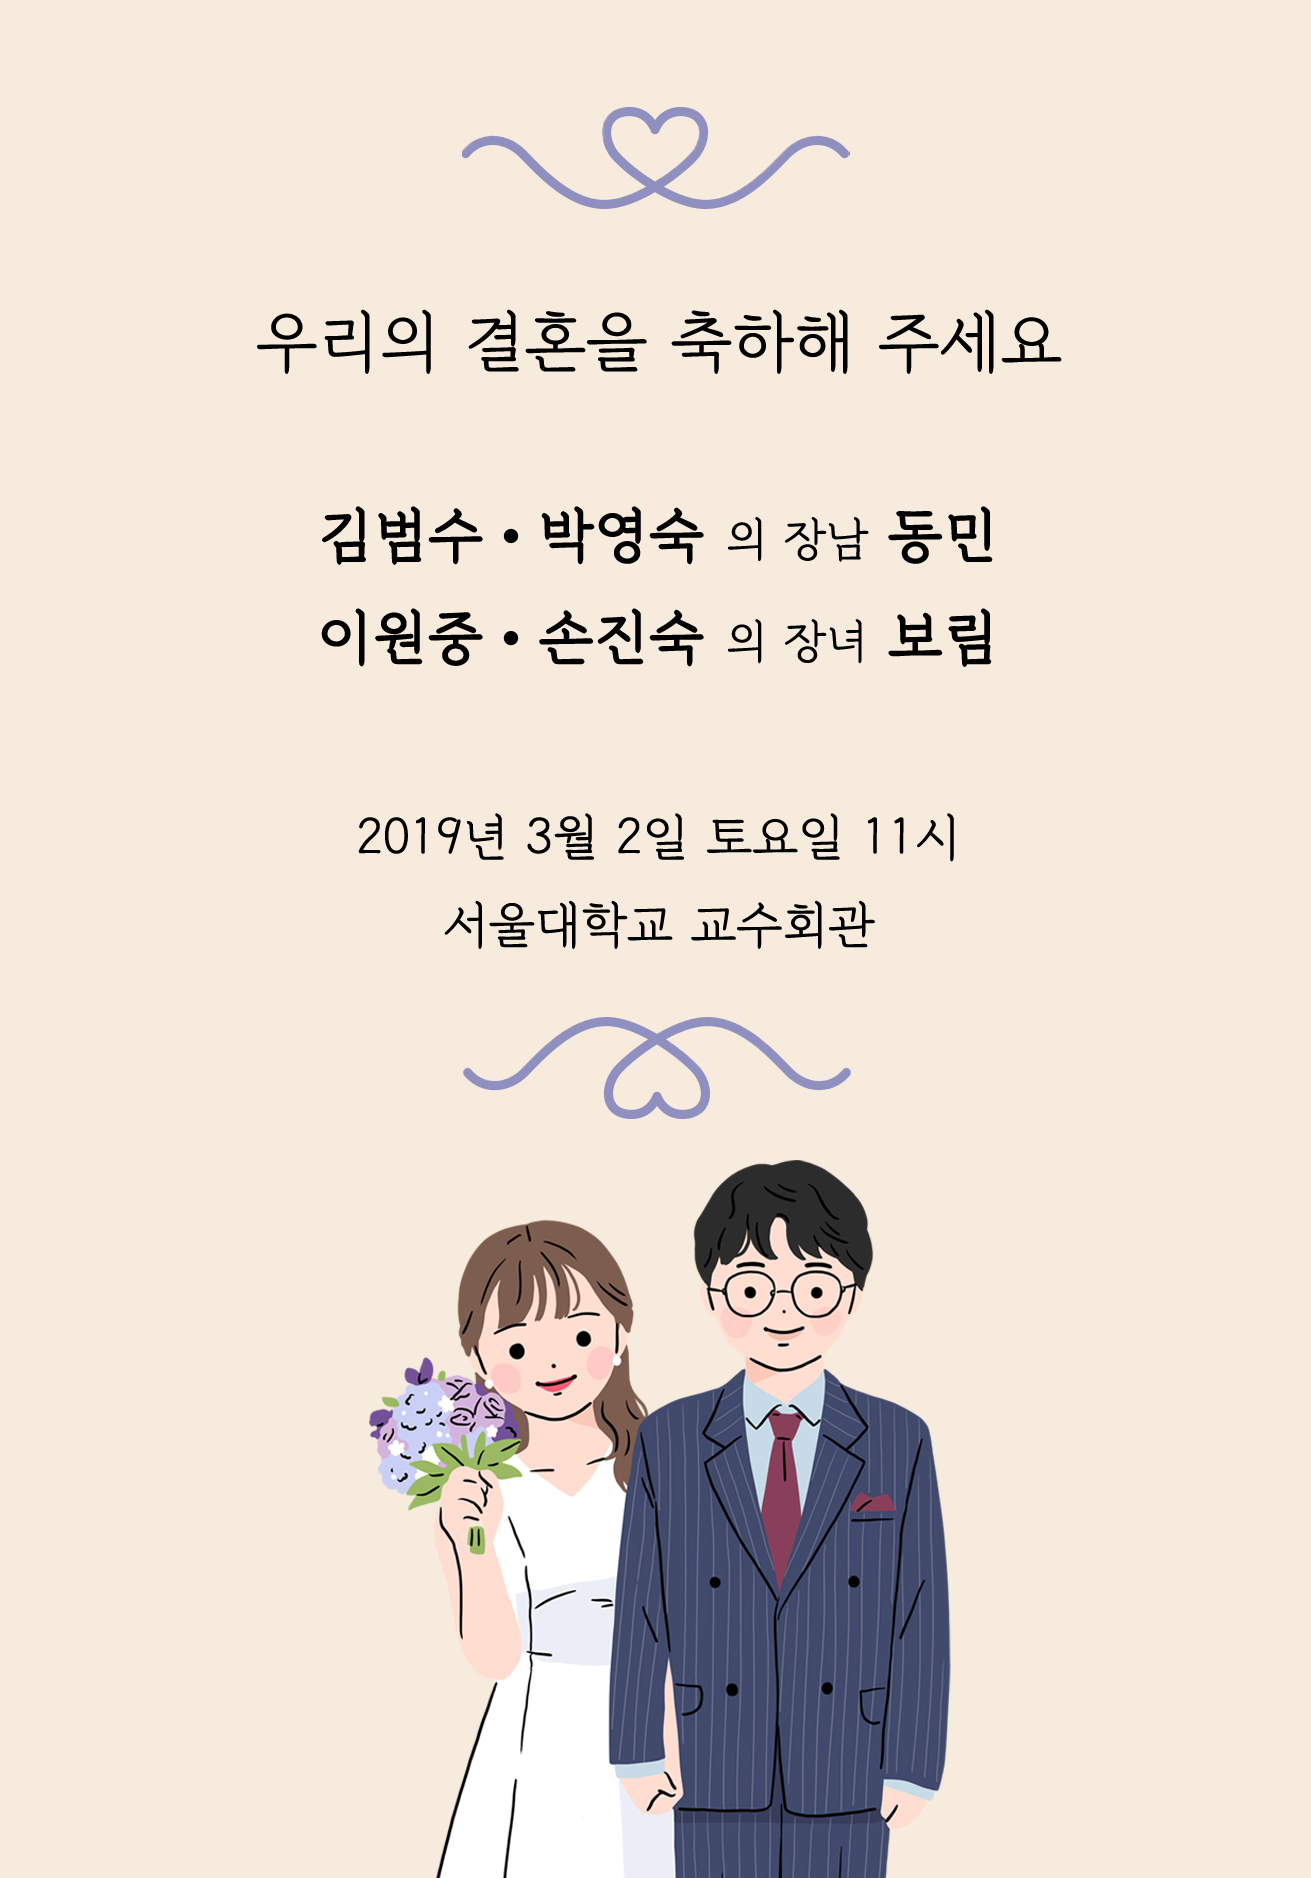 우리의 결혼을 축하해 주세요
김범수 • 박영숙 의 장남 동민
이원중 • 손진숙 의 장녀 보림
2019년 3월 2일 토요일 11시
서울대학교 교수회관